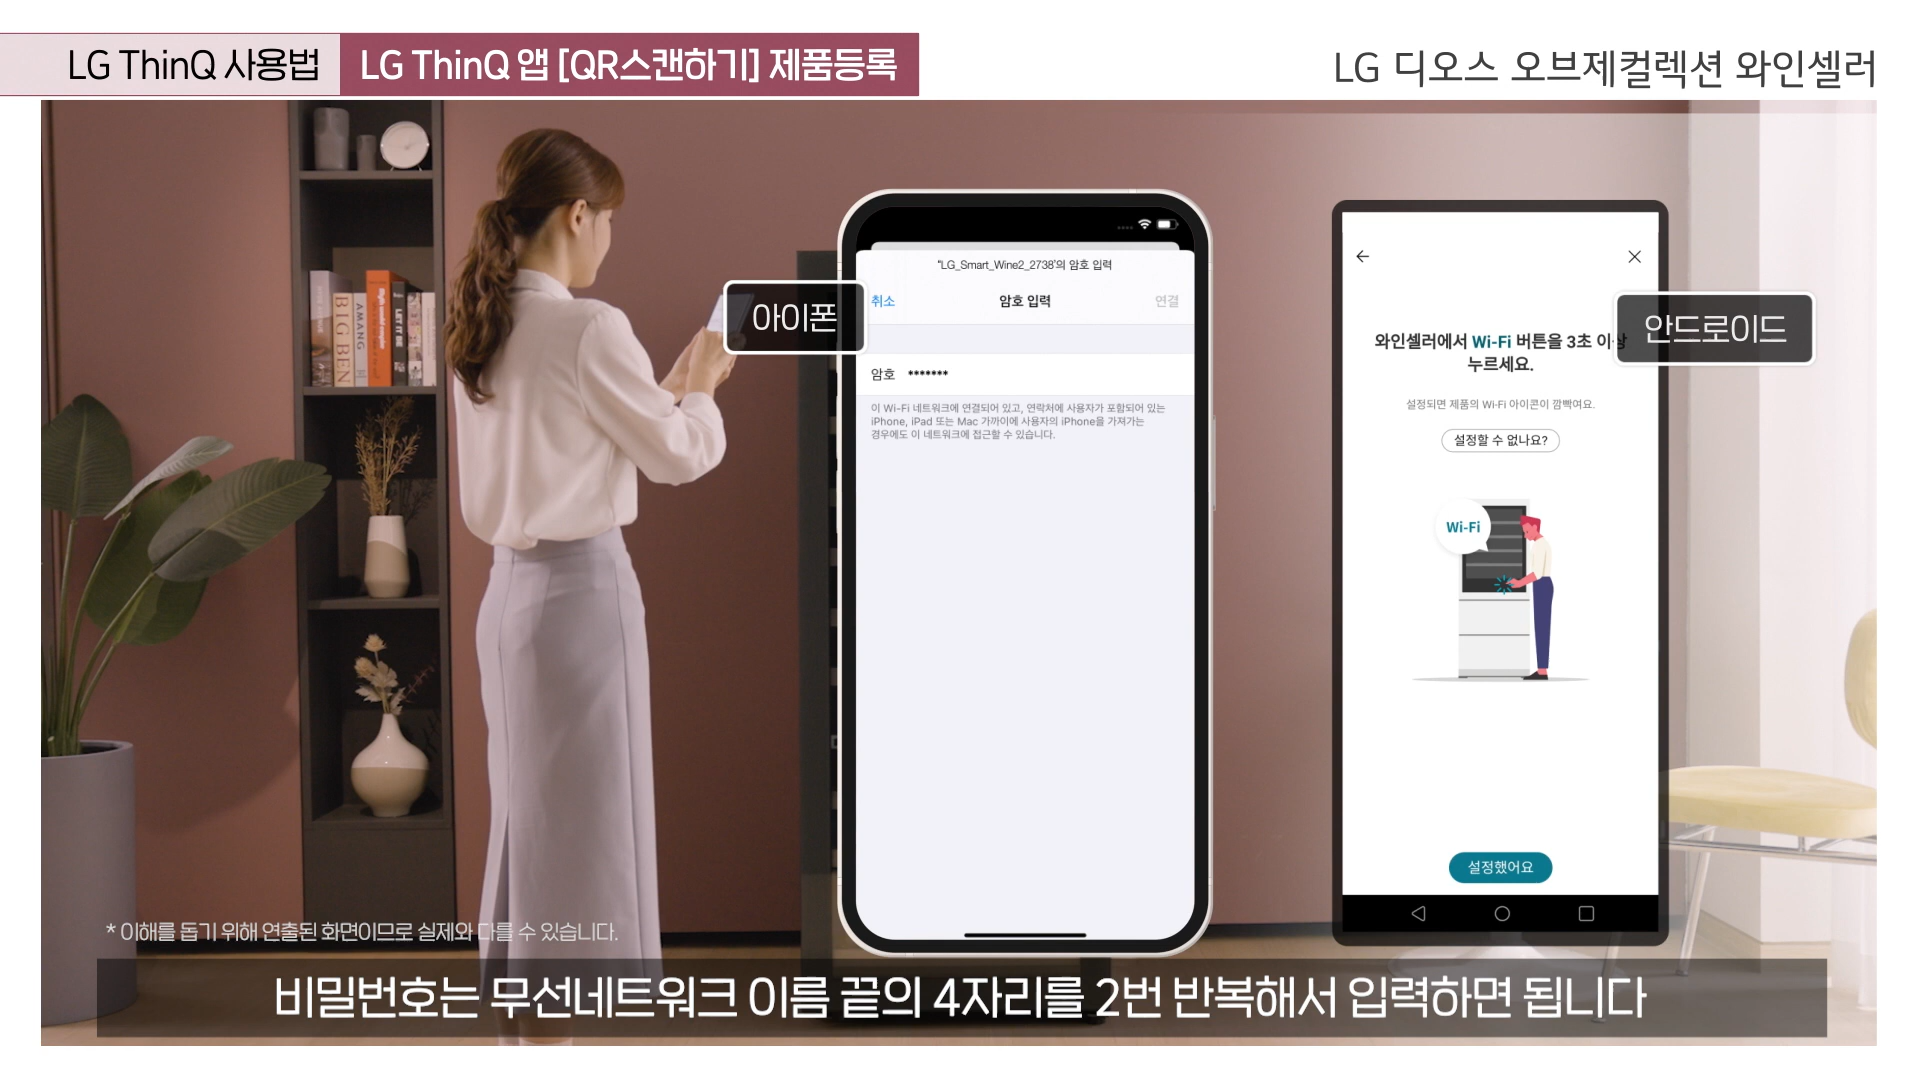 LG ThinQ 사용법
LG ThinQ 앱 [QR스캔하기] 제품등록
LG 디오스 오브제컬렉션 와인셀러
BIG BEN
AMANG
LET IT BE
아이폰
"LG_Smart_Wine2_2738'의 암호 입력
취소
암호 입력
연결
암호 *******
이 Wi-Fi 네트워크에 연결되어 있고, 연락처에 사용자가 포함되어 있는
iPhone, iPad 또는 Mac 가까이에 사용자의 iPhone을 가져가는
경우에도 이 네트워크에 접근할 수 있습니다.
안드로이드
와인셀러에서 Wi-Fi 버튼을 3초 이상
누르세요.
설정되면 제품의 Wi-Fi 아이콘이 깜빡여요.
설정할 수 없나요?
Wi-Fi
설정했어요
* 이해를 돕기 위해 연출된 화면이므로 실제와 다를 수 있습니다.
비밀번호는 무선네트워크 이름 끝의 4자리를 2번 반복해서 입력하면 됩니다